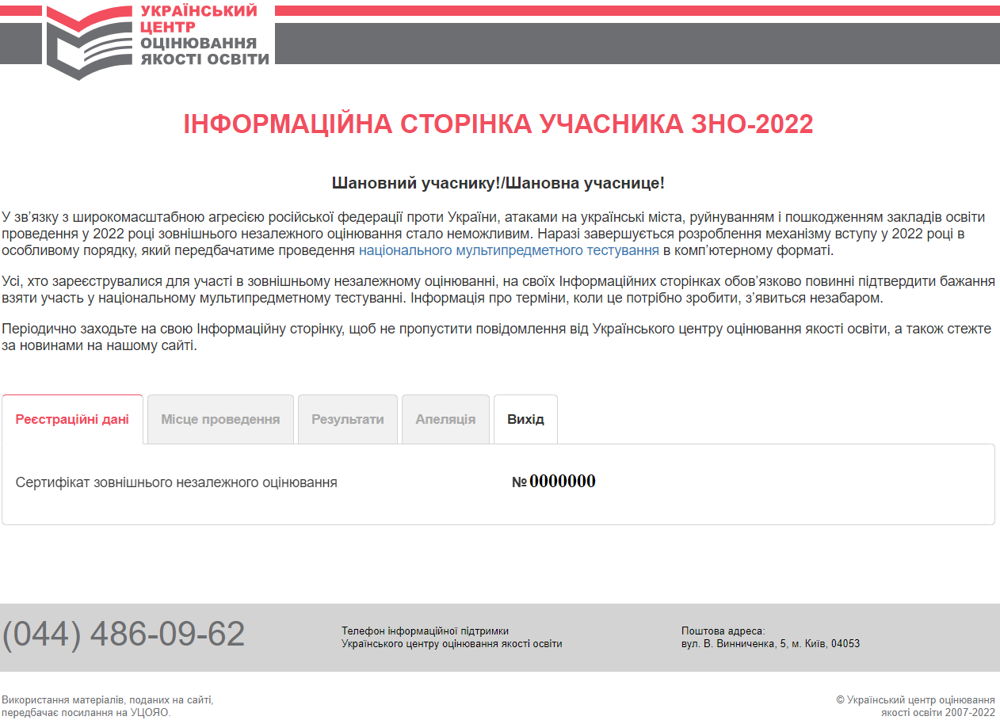 УКРАЇНСЬКИЙ
ЦЕНТР
ОЦІНЮВАННЯ
ЯКОСТІ ОСВІТИ
ІНФОРМАЦІЙНА СТОРІНКА УЧАСНИКА ЗНО-2022
Шановний учаснику!/Шановна учаснице!
У зв’язку з широкомасштабною агресією російської федерації проти України, атаками на українські міста, руйнуванням і пошкодженням закладів освіти
проведення у 2022 році зовнішнього незалежного оцінювання стало неможливим. Наразі завершується розроблення механізму вступу у 2022 році в
особливому порядку, який передбачатиме проведення національного мультипредметного тестування в комп’ютерному форматі.
Усі, хто зареєструвалися для участі в зовнішньому незалежному оцінюванні, на своїх Інформаційних сторінках обов’язково повинні підтвердити бажання
взяти участь у національному мультипредметному тестуванні. Інформація про терміни, коли це потрібно зробити, з’явиться незабаром.
Періодично заходьте на свою Інформаційну сторінку, щоб не пропустити повідомлення від Українського центру оцінювання якості освіти, а також стежте
за новинами на нашому сайті.
Реєстраційні дані Місце проведення Результати Апеляція Вихід
Сертифікат зовнішнього незалежного оцінювання №0000000
(044) 486-09-62
Телефон інформаційної підтримки
Українського центру оцінювання якості освіти
Поштова адреса:
вул. В. Винниченка, 5, м. Київ, 04053
Використання матеріалів, поданих на сайті,
передбачає посилання на УЦОЯО.
© Український центр оцінювання
якості освіти 2007-2022